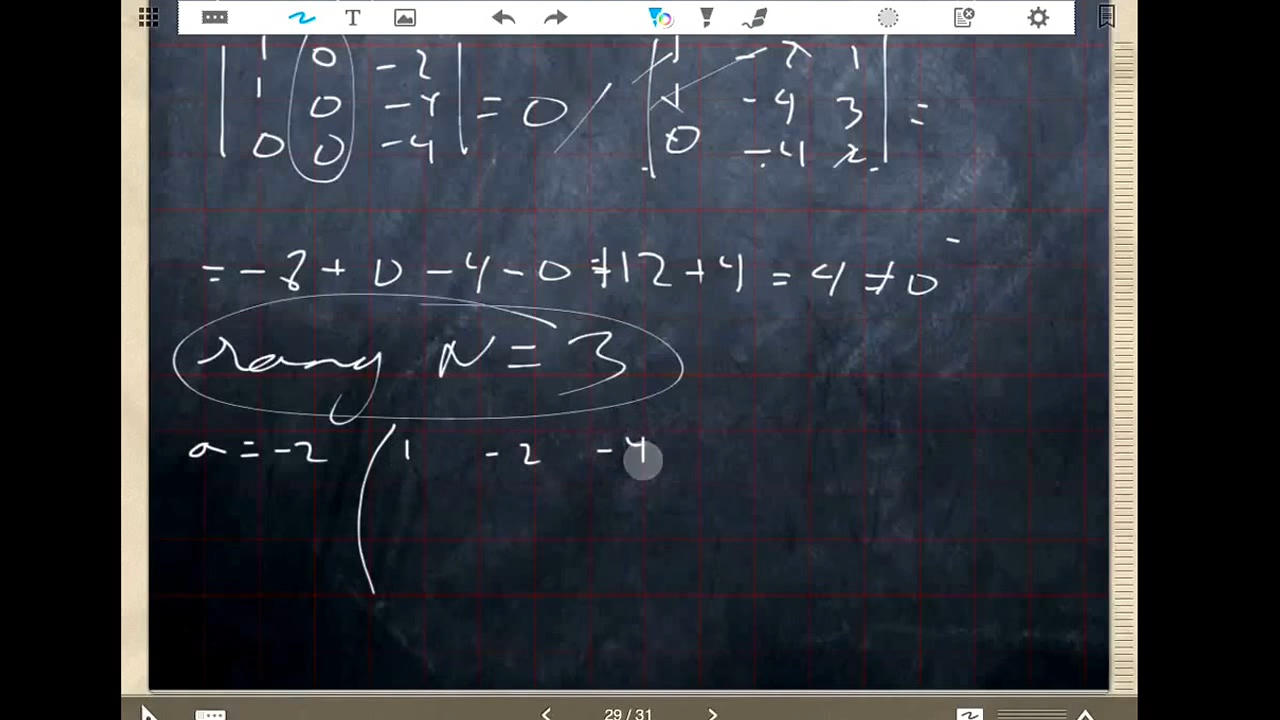 T
| 1 0 -2 | | 1 -2 1 |
| 1 0 -4 | = 0 / | 1 -4 3 | =
| 0 0 -4 | | 0 -4 2 |
= -8 + 0 - 4 - 0 + 12 + 4 = 4 ≠ 0
rang N = 3
a = -2 ( 1 -2 -4
29/31